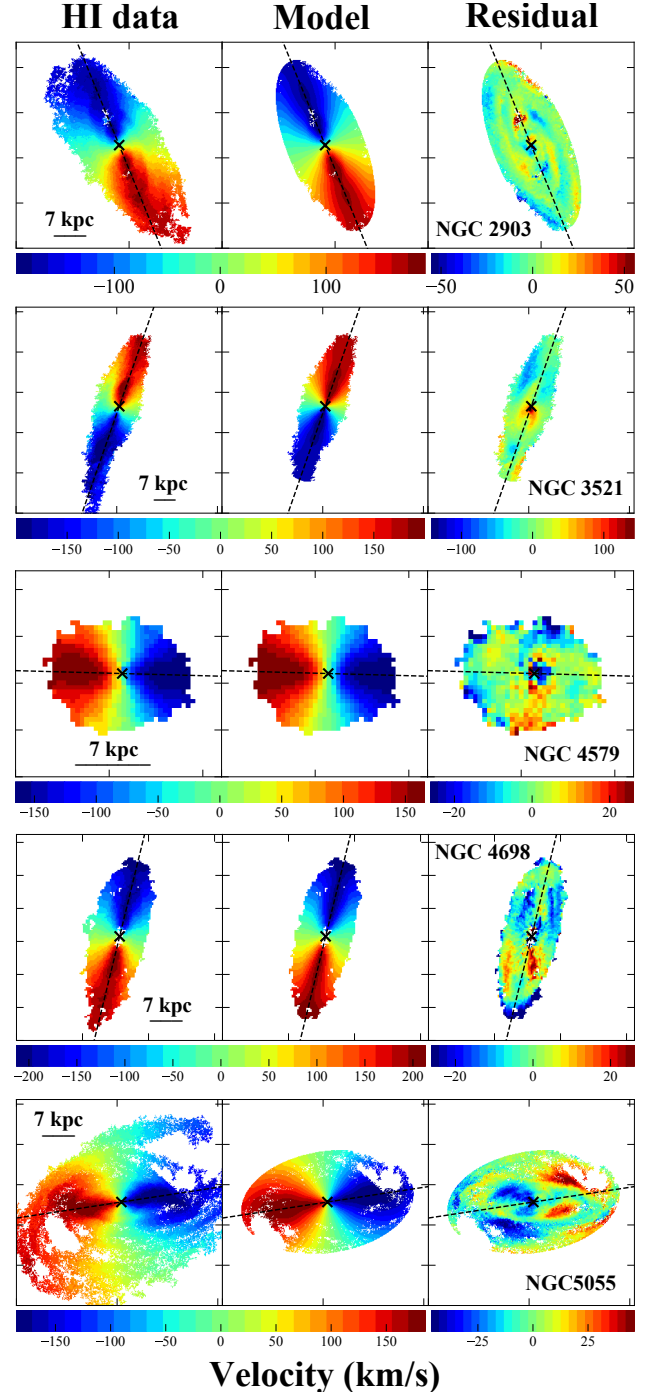 HI data Model Residual
7 kpc NGC 2903
−100 0 100 −50 0 50
7 kpc NGC 3521
−150 −100 −50 0 50 100 150 −100 0 100
7 kpc NGC 4579
−150 −100 −50 0 50 100 150 −20 0 20
NGC 4698
7 kpc
−200 −150 −100 −50 0 50 100 150 200 −20 0 20
7 kpc
NGC5055
−150 −100 −50 0 50 100 150 −25 0 25
Velocity (km/s)